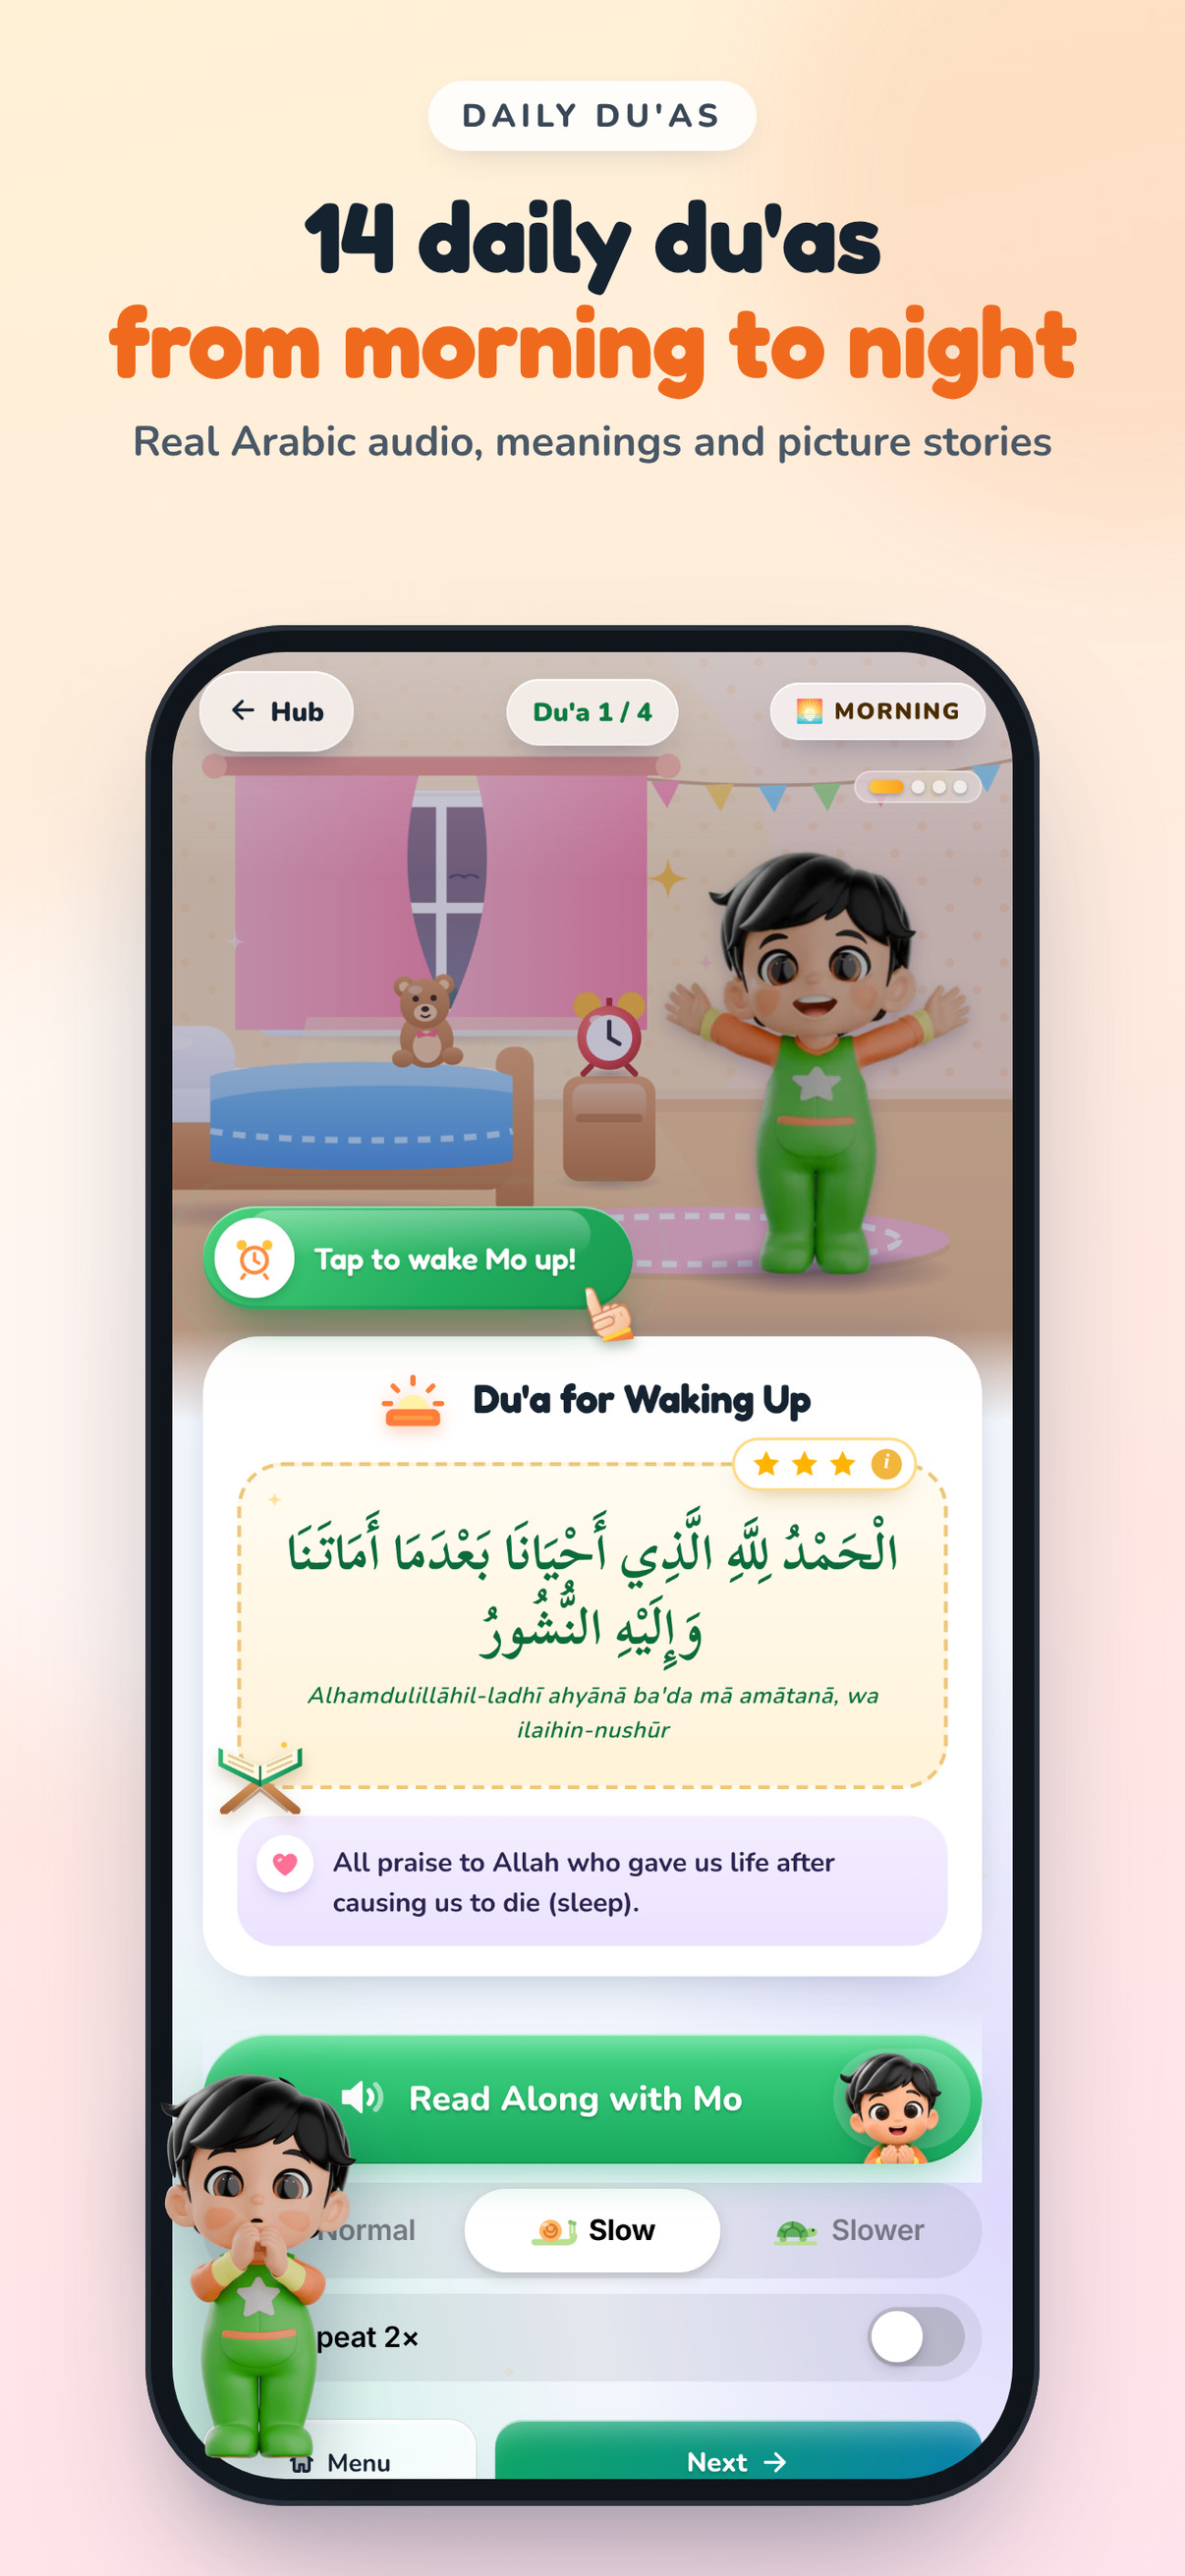 DAILY DU'AS
14 daily du'as
from morning to night
Real Arabic audio, meanings and picture stories
← Hub
Du'a 1 / 4
MORNING
Tap to wake Mo up!
Du'a for Waking Up
i
الْحَمْدُ لِلَّهِ الَّذِي أَحْيَانَا بَعْدَمَا أَمَاتَنَا
وَإِلَيْهِ النُّشُورُ
Alhamdulillāhil-ladhī ahyānā ba'da mā amātanā, wa
ilaihin-nushūr
All praise to Allah who gave us life after
causing us to die (sleep).
Read Along with Mo
Normal
Slow
Slower
peat 2×
Menu
Next →